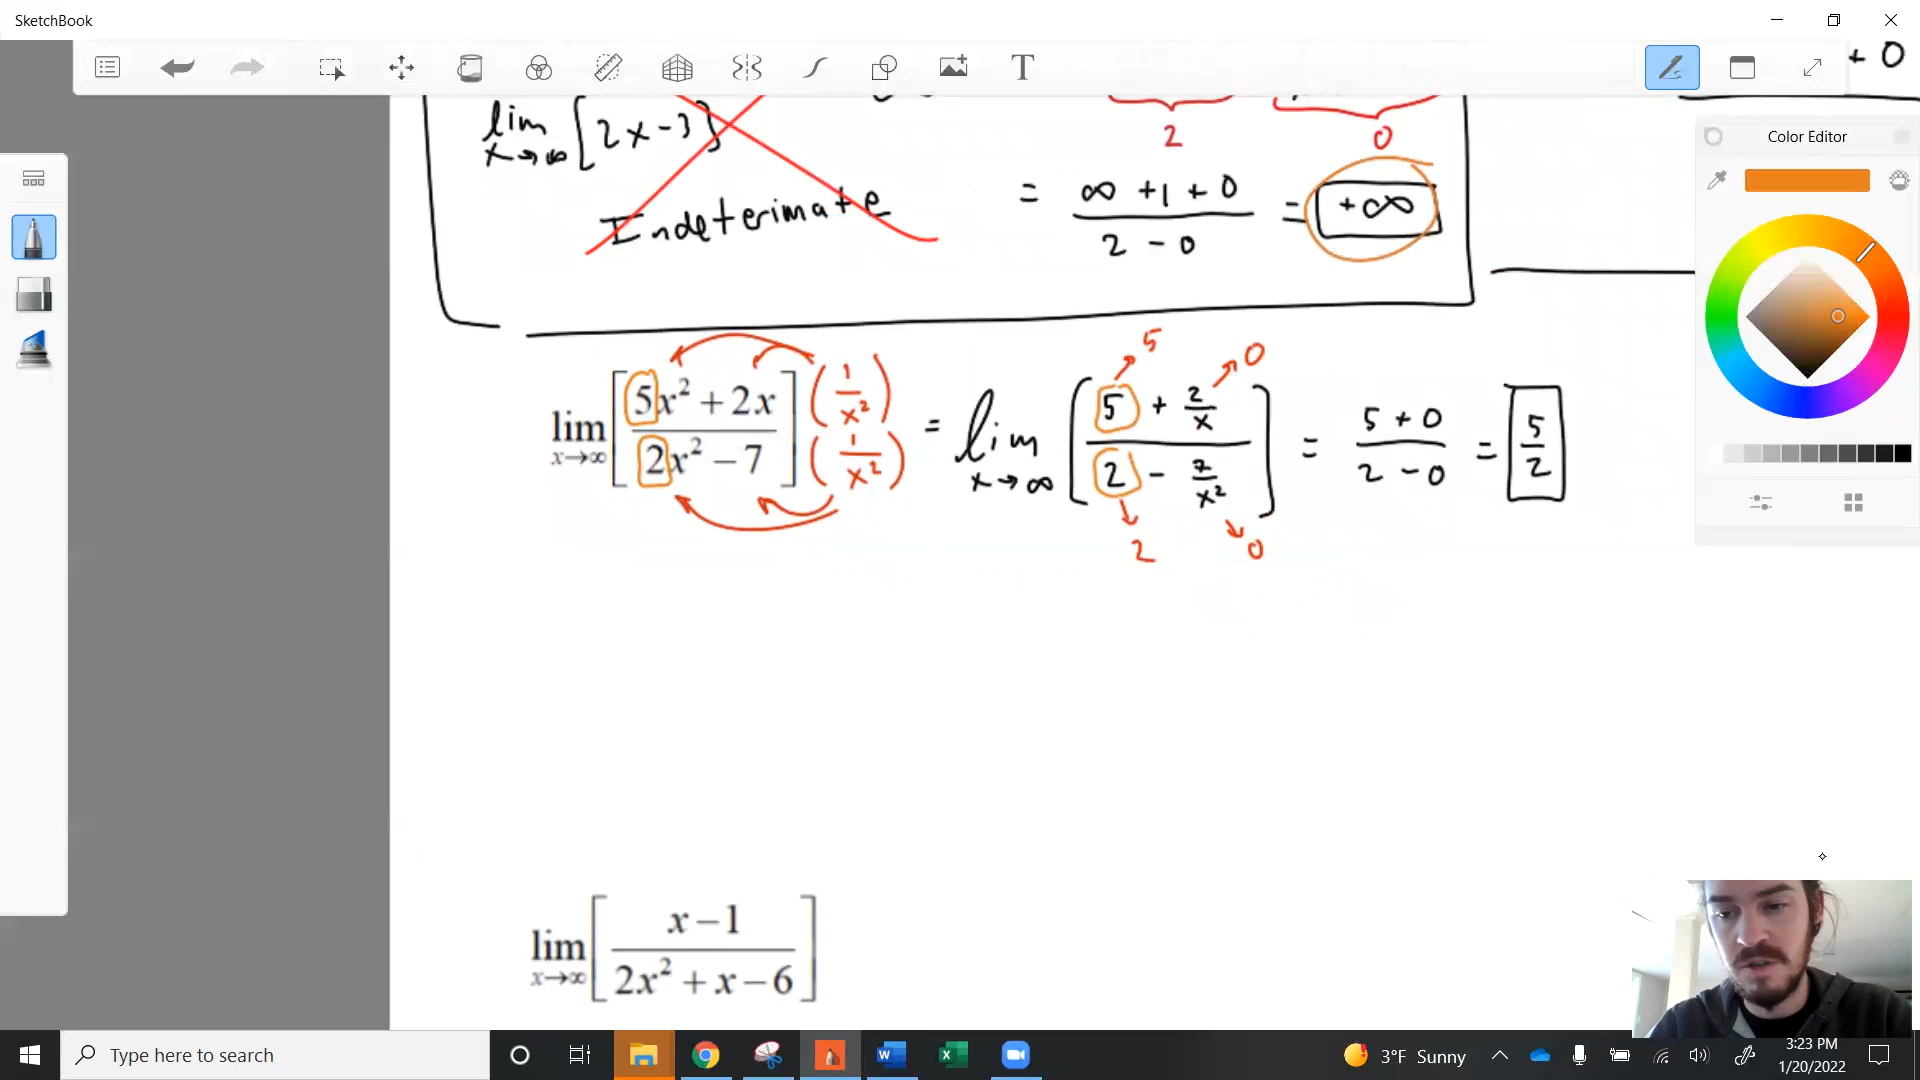 SketchBook
+ 0
Color Editor
lim x→∞ [2x-3]
2
0
Indeterimate
= ∞ +1 + 0 / 2 - 0 = +∞
lim x→∞ [5x² + 2x / 2x² - 7] (1/x²) (1/x²) = lim x→∞ [5 + 2/x / 2 - 7/x²] = 5 + 0 / 2 - 0 = 5/2
5
0
2
0
lim x→∞ [x-1 / 2x² + x - 6]
Type here to search
3°F Sunny
3:23 PM
1/20/2022